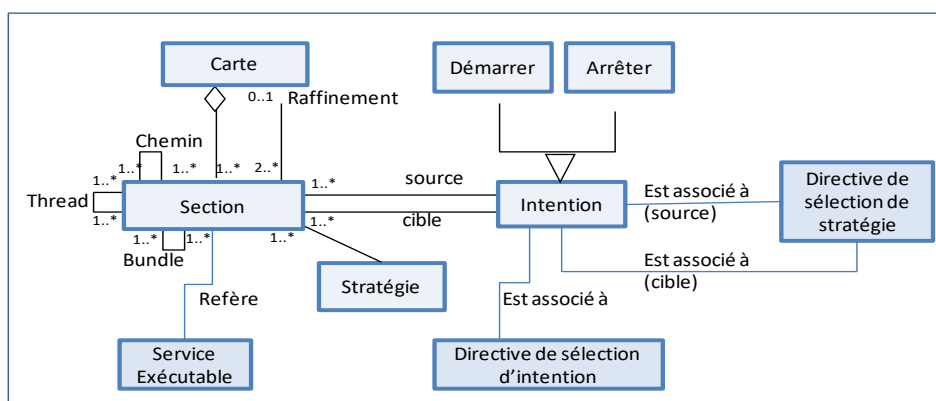 Carte
Démarrer
Arrêter
0..1
Raffinement
Chemin
1..*
1..*
1..*
2..*
1..*
Thread
1..*
Section
1..*
source
cible
1..*
Intention
Est associé à
(source)
Directive de
sélection de
stratégie
1..*
1..*
1..*
Bundle
Est associé à
(cible)
Stratégie
Refère
Est associé à
Service
Exécutable
Directive de sélection
d’intention